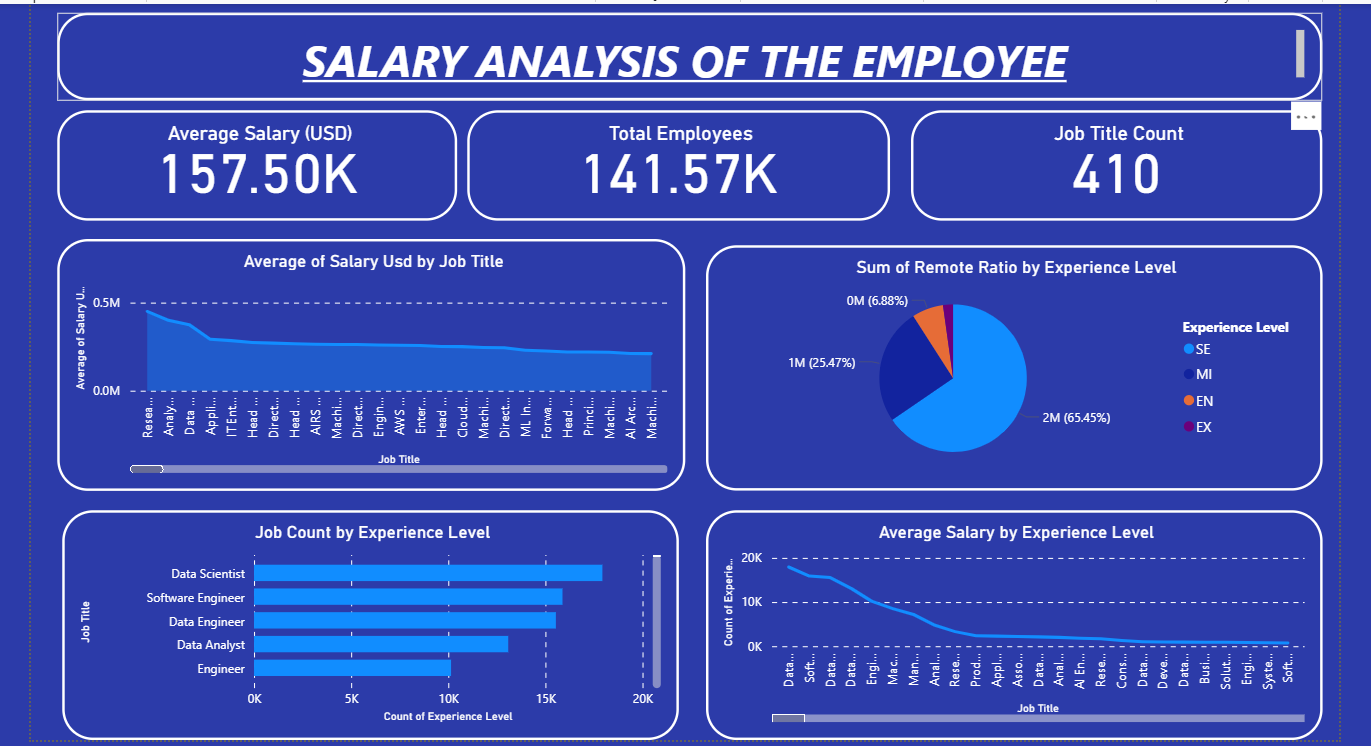 SALARY ANALYSIS OF THE EMPLOYEE
Average Salary (USD)
157.50K
Total Employees
141.57K
Job Title Count
410
Average of Salary Usd by Job Title
Average of Salary U...
0.5M
0.0M
Resea...
Analy...
Data ...
Appli...
IT Ent...
Head ...
Direct...
Head ...
AIRS ...
Machi...
Direct...
Engin...
AWS ...
Enter...
Head ...
Cloud...
Machi...
Direct...
ML In...
Forwa...
Head ...
Princi...
Machi...
AI Arc...
Machi...
Job Title
Sum of Remote Ratio by Experience Level
0M (6.88%)
1M (25.47%)
2M (65.45%)
Experience Level
SE
MI
EN
EX
Job Count by Experience Level
Job Title
Data Scientist
Software Engineer
Data Engineer
Data Analyst
Engineer
0K 5K 10K 15K 20K
Count of Experience Level
Average Salary by Experience Level
Count of Experie...
20K
10K
0K
Data...
Soft...
Data...
Data...
Engi...
Mac...
Man...
Anal...
Rese...
Prod...
Appl...
Asso...
Data...
Anal...
AI En...
Rese...
Cons...
Data...
Deve...
Data...
Busi...
Solut...
Engi...
Syste...
Soft...
Job Title